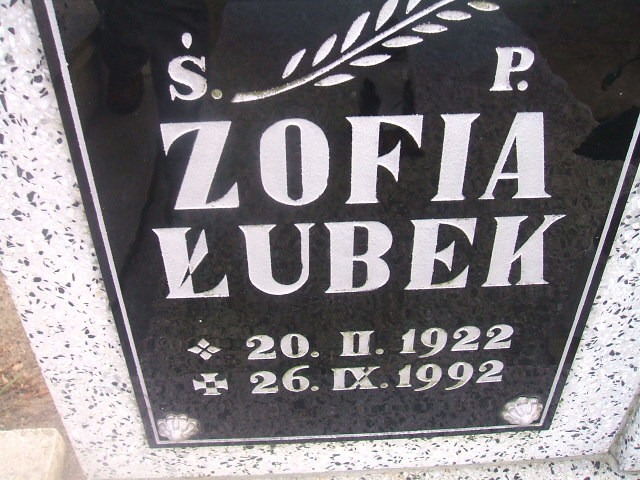 Ś. P.
ZOFIA
ŁUBEK
20. II. 1922
26. IX. 1992